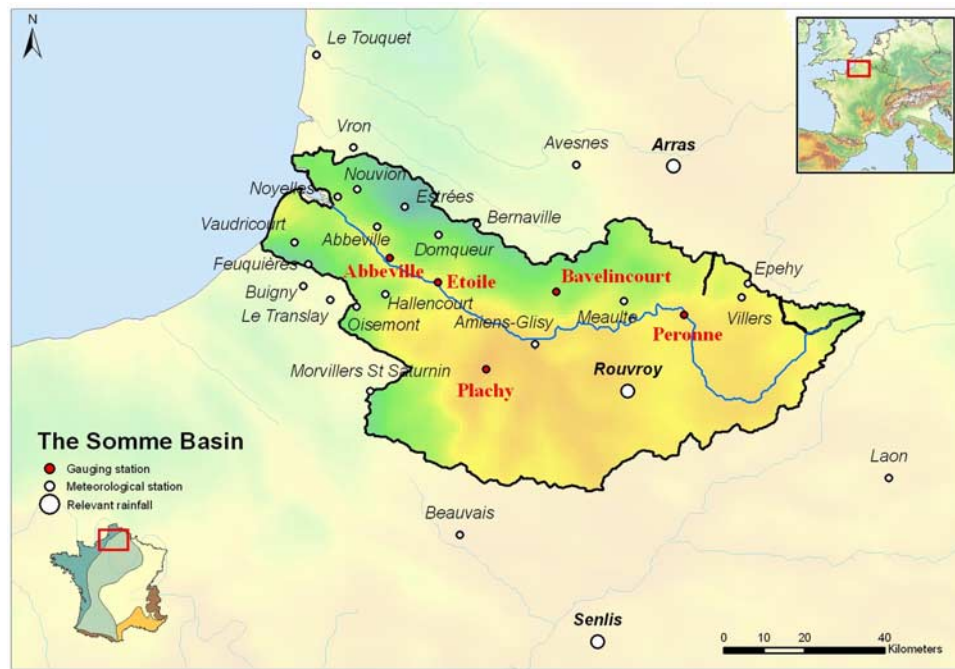 N
Le Touquet
Vron
Avesnes
Arras
Nouvion
Noyelles
Estrées
Bernaville
Vaudricourt
Abbeville
Domqueur
Abbeville
Feuquières
Etoile
Bavelincourt
Epehy
Buigny
Hallencourt
Le Translay
Oisemont
Amiens-Glisy
Meaulte
Villers
Peronne
Morvillers St Saturnin
Plachy
Rouvroy
The Somme Basin
Gauging station
Meteorological station
Relevant rainfall
Laon
Beauvais
Senlis
0 10 20 40
Kilometers